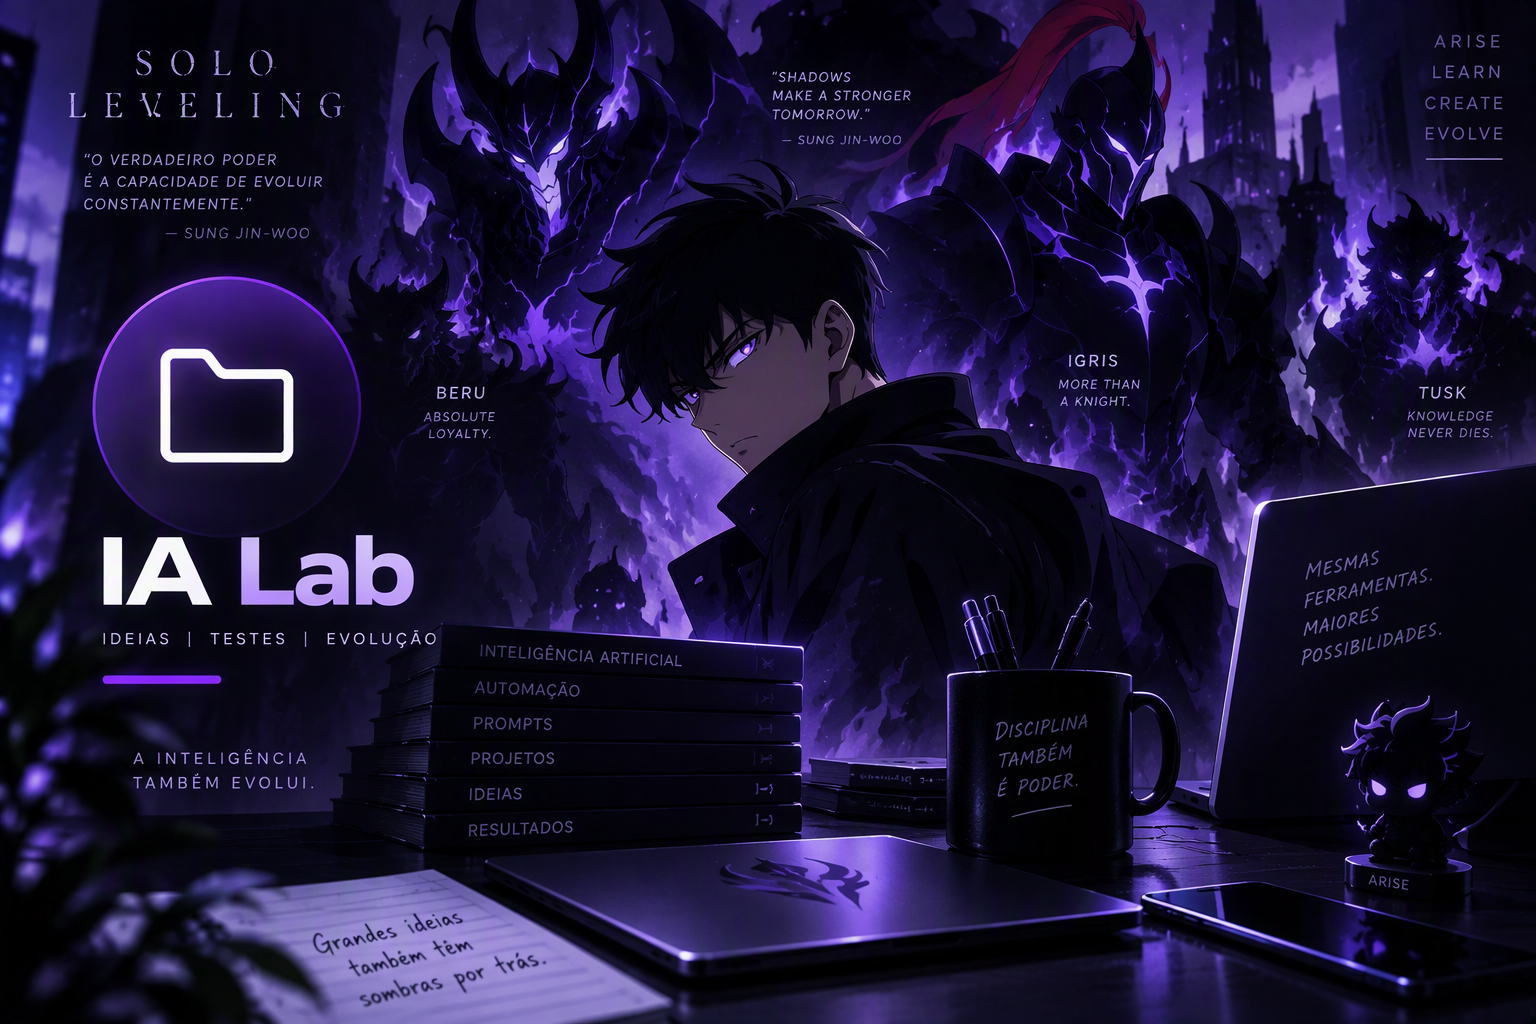 SOLO
LEVELING
"O VERDADEIRO PODER
É A CAPACIDADE DE EVOLUIR
CONSTANTEMENTE."
— SUNG JIN-WOO
"SHADOWS
MAKE A STRONGER
TOMORROW."
— SUNG JIN-WOO
ARISE
LEARN
CREATE
EVOLVE
BERU
ABSOLUTE
LOYALTY.
IGRIS
MORE THAN
A KNIGHT.
TUSK
KNOWLEDGE
NEVER DIES.
IA Lab
IDEIAS | TESTES | EVOLUÇÃO
A INTELIGÊNCIA
TAMBÉM EVOLUI.
INTELIGÊNCIA ARTIFICIAL
AUTOMAÇÃO
PROMPTS
PROJETOS
IDEIAS
RESULTADOS
DISCIPLINA
TAMBÉM
É PODER.
MESMAS
FERRAMENTAS.
MAIORES
POSSIBILIDADES.
ARISE
Grandes ideias
também têm
sombras por trás.